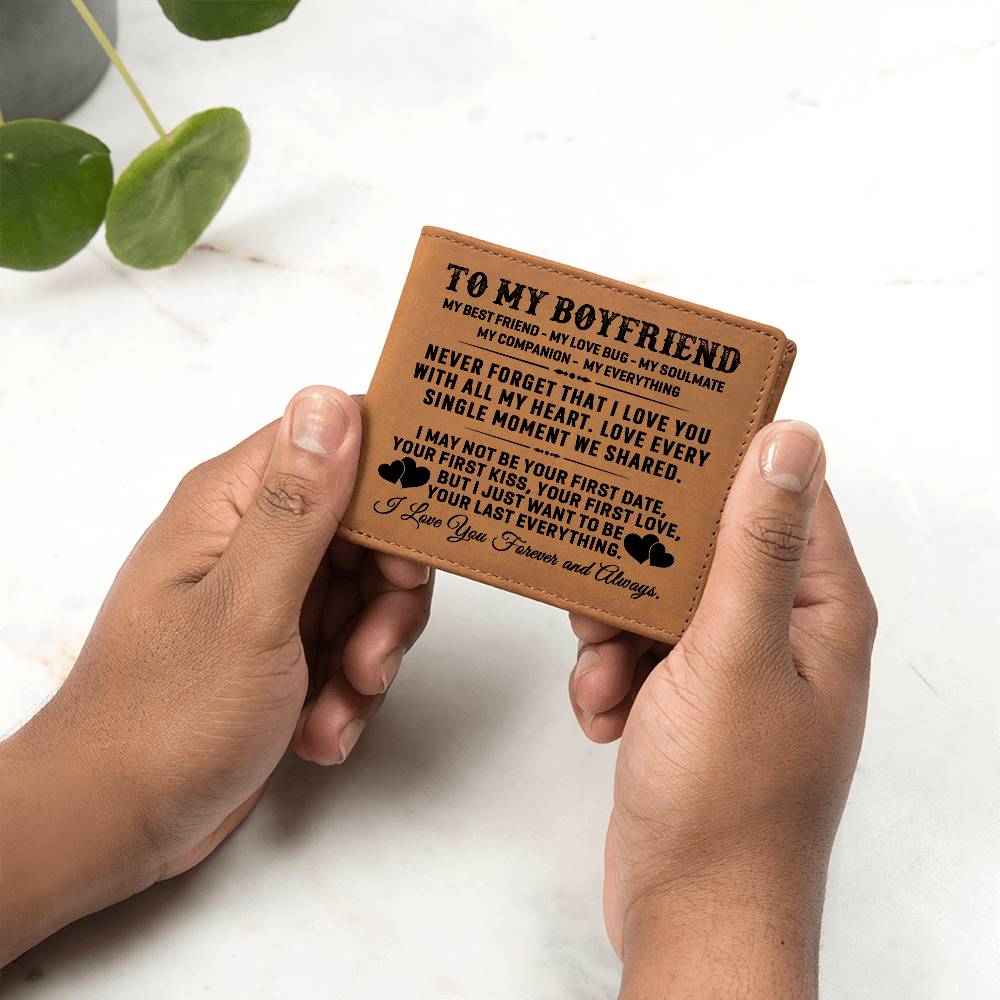 TO MY BOYFRIEND
MY BEST FRIEND - MY LOVE BUG - MY SOULMATE
MY COMPANION - MY EVERYTHING
NEVER FORGET THAT I LOVE YOU
WITH ALL MY HEART. LOVE EVERY
SINGLE MOMENT WE SHARED.
I MAY NOT BE YOUR FIRST DATE,
YOUR FIRST KISS, YOUR FIRST LOVE,
BUT I JUST WANT TO BE
YOUR LAST EVERYTHING.
I Love You Forever and Always.